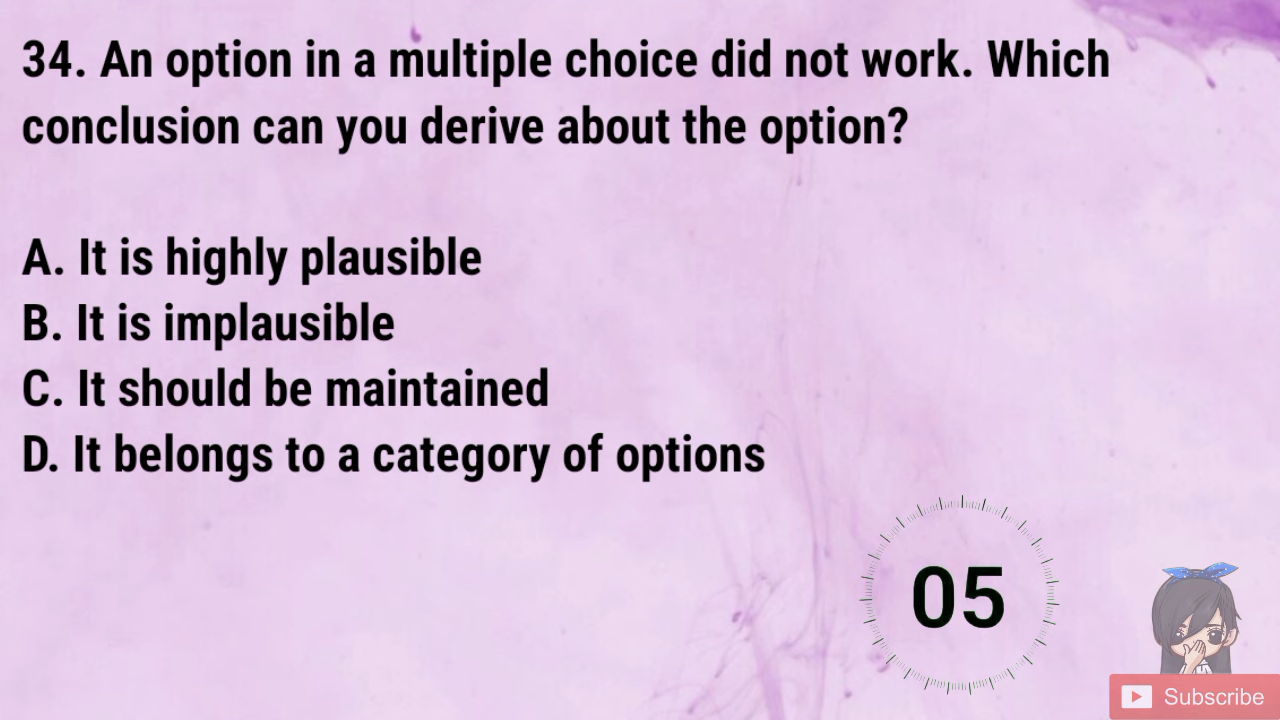 34. An option in a multiple choice did not work. Which
conclusion can you derive about the option?
A. It is highly plausible
B. It is implausible
C. It should be maintained
D. It belongs to a category of options
05
Subscribe